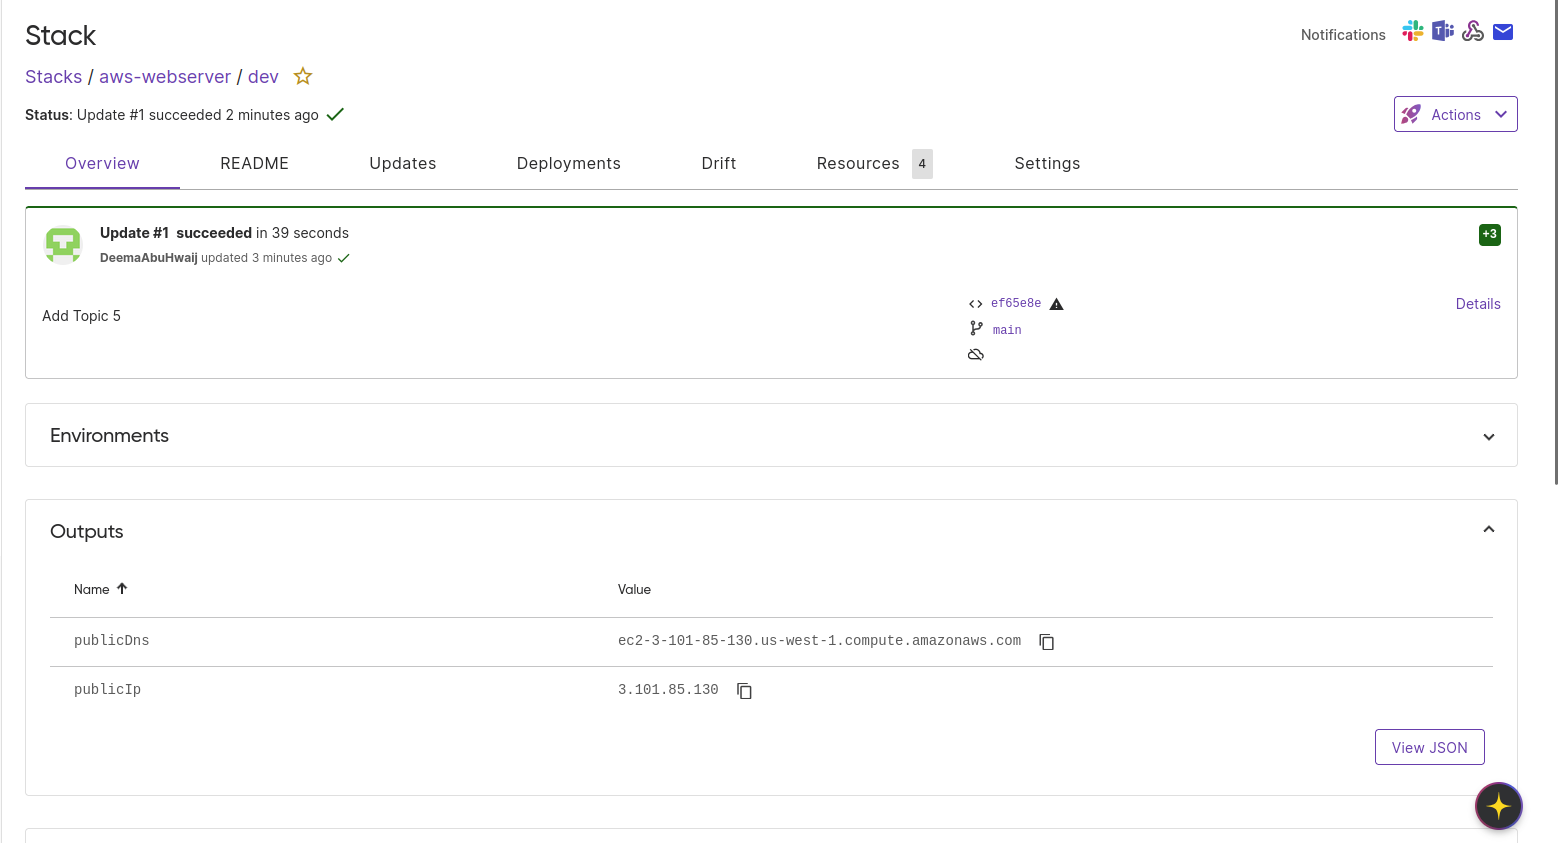 Stack
Notifications
Stacks / aws-webserver / dev
Status: Update #1 succeeded 2 minutes ago
Actions
Overview README Updates Deployments Drift Resources 4 Settings
Update #1 succeeded in 39 seconds
+3
DeemaAbuHwaij updated 3 minutes ago
ef65e8e
Details
Add Topic 5
main
Environments
Outputs
Name Value
publicDns ec2-3-101-85-130.us-west-1.compute.amazonaws.com
publicIp 3.101.85.130
View JSON